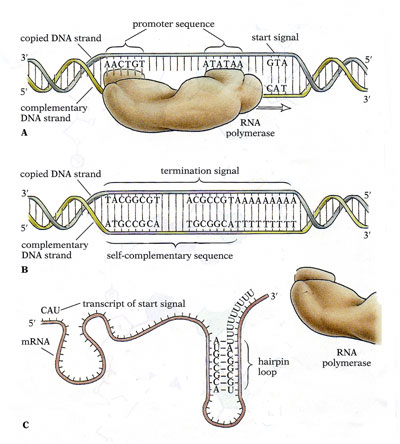 promoter sequence
copied DNA strand
start signal
3'
AACTGT
ATATAA
GTA
5'
5'
CAT
3'
complementary
DNA strand
RNA
polymerase
A
copied DNA strand
termination signal
3'
TACGGCGT
ACGCCGTAAAAAAAAA
5'
5'
ATGCCGCA
TGCGGCATTTTTTTTT
3'
complementary
DNA strand
self-complementary sequence
B
CAU
transcript of start signal
3'
5'
mRNA
hairpin
loop
RNA
polymerase
C